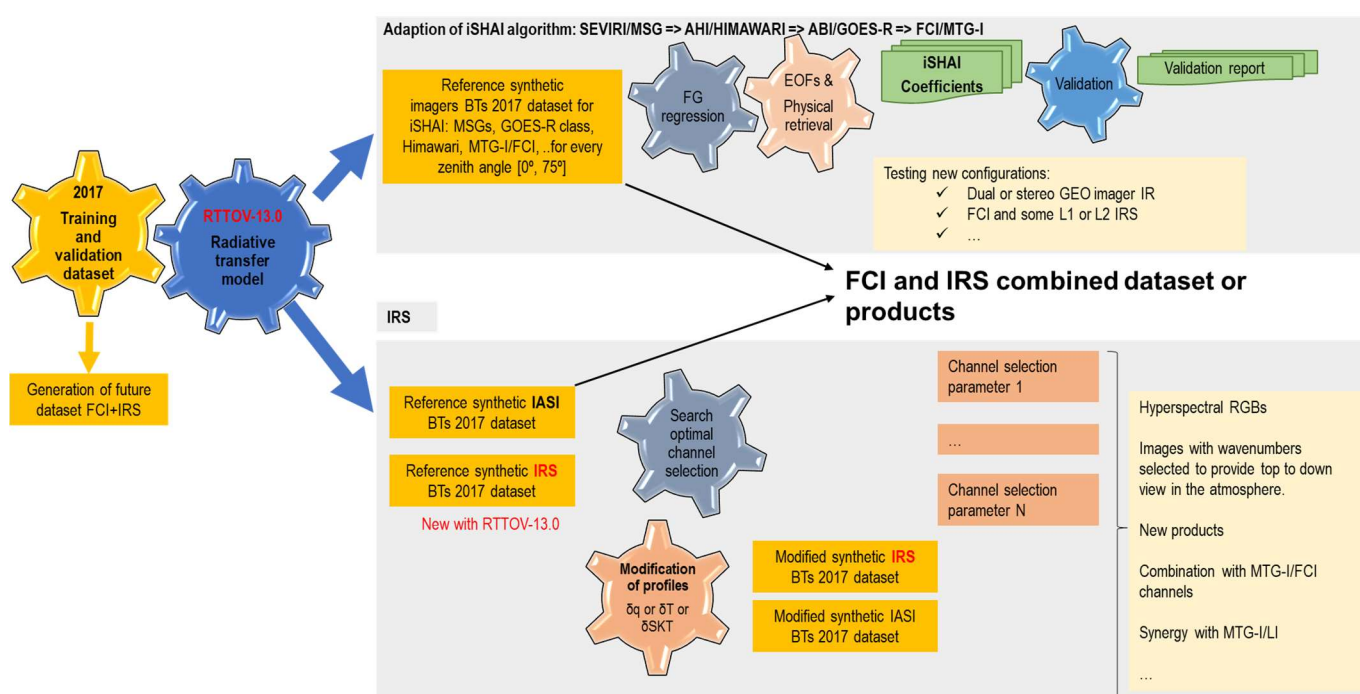 Adaption of iSHAI algorithm: SEVIRI/MSG => AHI/HIMAWARI => ABI/GOES-R => FCI/MTG-I
Reference synthetic
imagers BTs 2017 dataset for
iSHAI: MSGs, GOES-R class,
Himawari, MTG-I/FCI, ..for every
zenith angle [0º, 75º]
FG
regression
EOFs &
Physical
retrieval
iSHAI
Coefficients
Validation
Validation report
Testing new configurations:
✓ Dual or stereo GEO imager IR
✓ FCI and some L1 or L2 IRS
✓ ...
2017
Training
and
validation
dataset
RTTOV-13.0
Radiative
transfer
model
Generation of future
dataset FCI+IRS
FCI and IRS combined dataset or
products
IRS
Reference synthetic IASI
BTs 2017 dataset
Reference synthetic IRS
BTs 2017 dataset
New with RTTOV-13.0
Search
optimal
channel
selection
Modification
of profiles
δq or δT or
δSKT
Modified synthetic IRS
BTs 2017 dataset
Modified synthetic IASI
BTs 2017 dataset
Channel selection
parameter 1
...
Channel selection
parameter N
Hyperspectral RGBs
Images with wavenumbers
selected to provide top to down
view in the atmosphere.
New products
Combination with MTG-I/FCI
channels
Synergy with MTG-I/LI
...